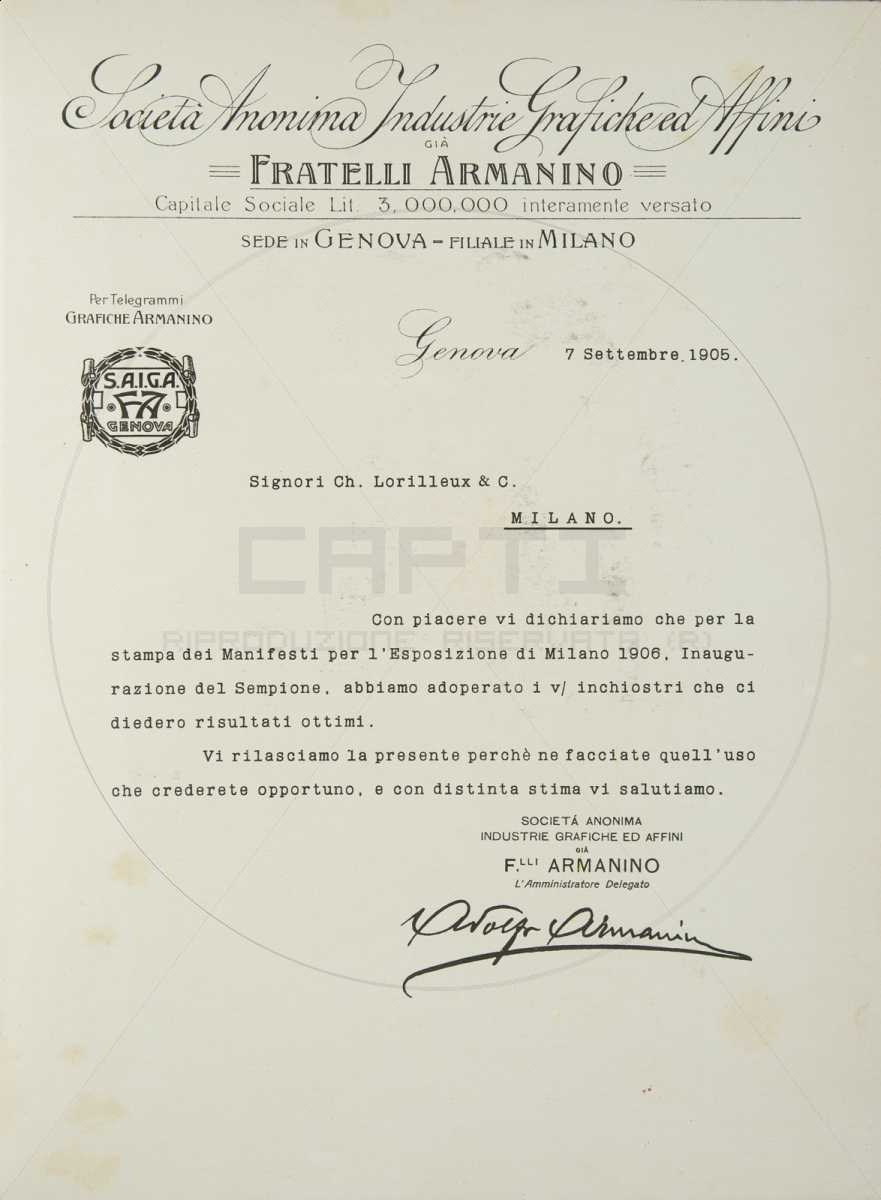 Società Anonima Industrie Grafiche ed Affini
GIÀ
FRATELLI ARMANINO
Capitale Sociale Lit. 3,000,000 interamente versato
SEDE IN GENOVA - FILIALE IN MILANO
Per Telegrammi
GRAFICHE ARMANINO
S.A.I.G.A.
FA
GENOVA
Genova 7 Settembre.1905.
Signori Ch. Lorilleux & C.
MILANO.
CAPTI
RIPRODUZIONE RISERVATA (R)
Con piacere vi dichiariamo che per la
stampa dei Manifesti per l'Esposizione di Milano 1906, Inaugu-
razione del Sempione, abbiamo adoperato i v/ inchiostri che ci
diedero risultati ottimi.
Vi rilasciamo la presente perchè ne facciate quell'uso
che crederete opportuno, e con distinta stima vi salutiamo.
SOCIETÁ ANONIMA
INDUSTRIE GRAFICHE ED AFFINI
GIÀ
F.LLI ARMANINO
L'Amministratore Delegato
Adolfo Armanino